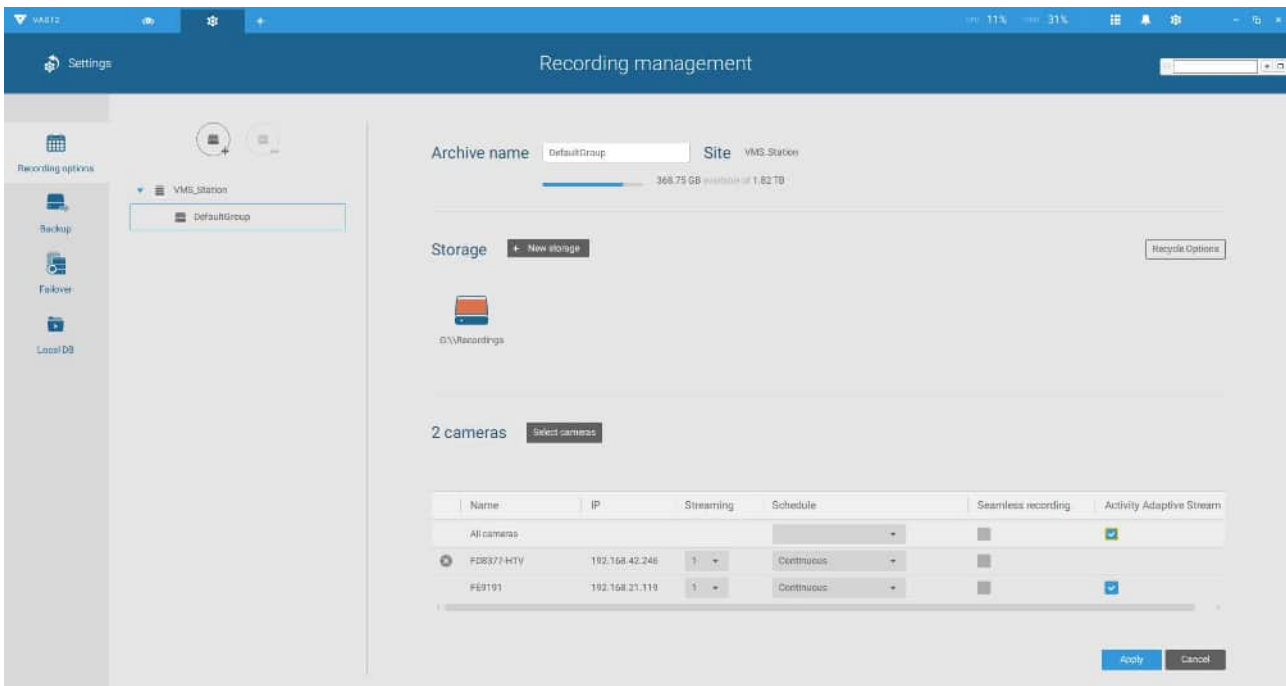 VAST2
11%
31%
Settings
Recording management
Recording options
Backup
Failover
Local DB
VMS_Station
DefaultGroup
Archive name DefaultGroup Site VMS_Station
368.75 GB available of 1.82 TB
Storage + New storage Recycle Options
G:\\Recordings
2 cameras Select cameras
Name IP Streaming Schedule Seamless recording Activity Adaptive Stream
All cameras
FD8377-HTV 192.168.42.246 1 Continuous
FE9191 192.168.21.119 1 Continuous
Apply Cancel